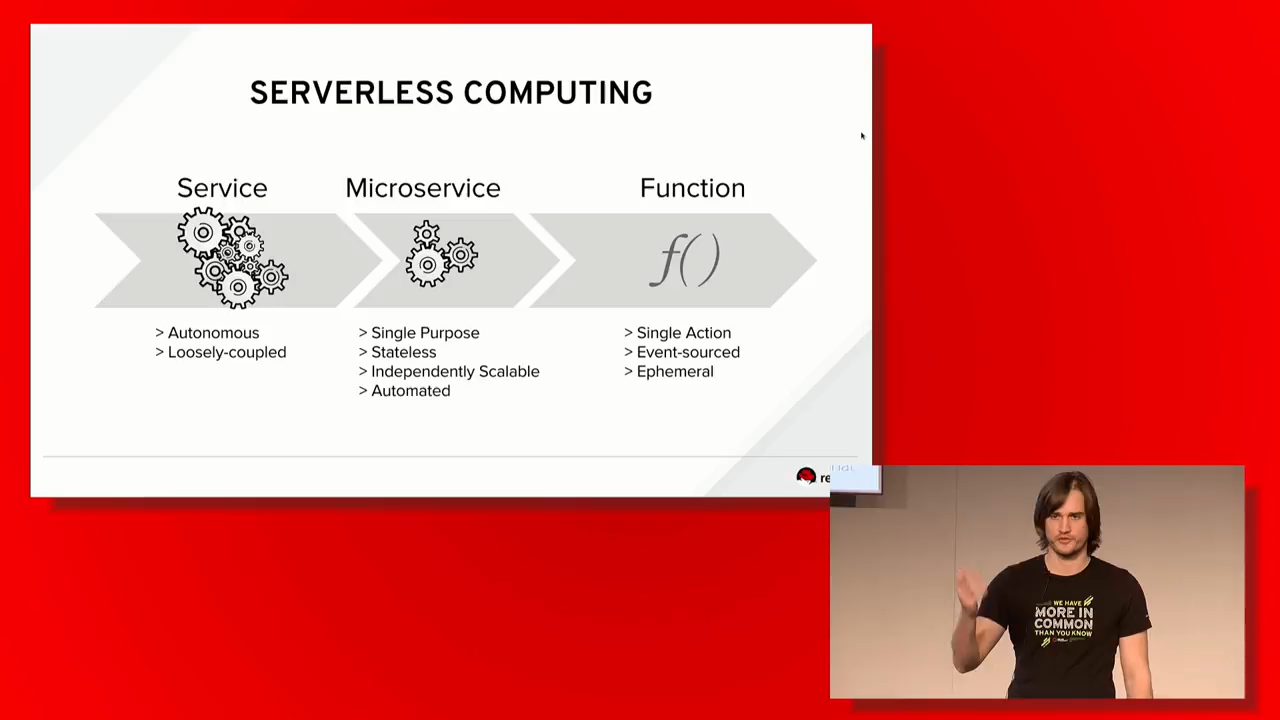 SERVERLESS COMPUTING
Service
Microservice
Function
f()
> Autonomous
> Loosely-coupled
> Single Purpose
> Stateless
> Independently Scalable
> Automated
> Single Action
> Event-sourced
> Ephemeral
re
WE HAVE
MORE IN
COMMON
THAN YOU KNOW